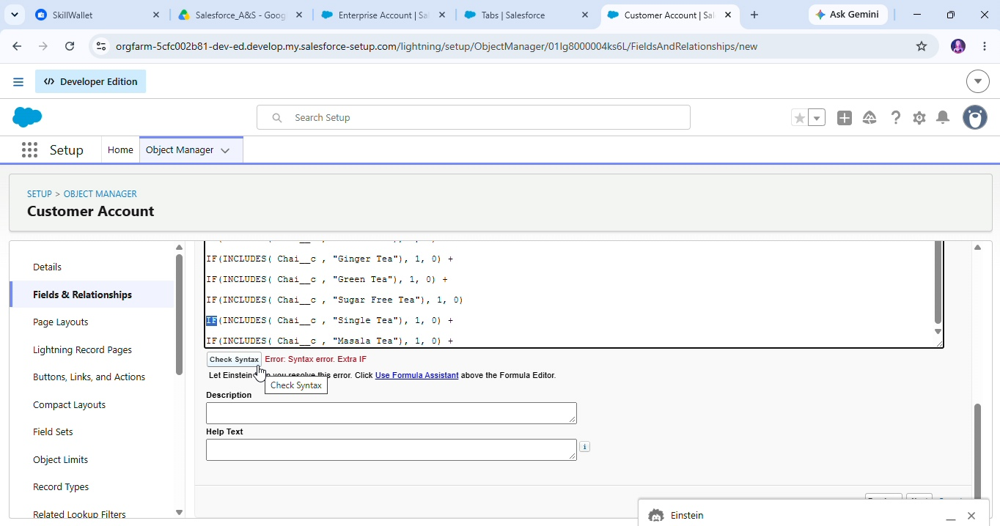 SkillWallet
Salesforce_A&S - Goog
Enterprise Account | Sa
Tabs | Salesforce
Customer Account | Sal
Ask Gemini
orgfarm-5cfc002b81-dev-ed.develop.my.salesforce-setup.com/lightning/setup/ObjectManager/01Ig8000004ks6L/FieldsAndRelationships/new
Developer Edition
Search Setup
Setup
Home
Object Manager
SETUP > OBJECT MANAGER
Customer Account
Details
Fields & Relationships
Page Layouts
Lightning Record Pages
Buttons, Links, and Actions
Compact Layouts
Field Sets
Object Limits
Record Types
Related Lookup Filters
IF(INCLUDES( Chai__c , "Ginger Tea"), 1, 0) +
IF(INCLUDES( Chai__c , "Green Tea"), 1, 0) +
IF(INCLUDES( Chai__c , "Sugar Free Tea"), 1, 0)
IF(INCLUDES( Chai__c , "Single Tea"), 1, 0) +
IF(INCLUDES( Chai__c , "Masala Tea"), 1, 0) +
Check Syntax Error: Syntax error. Extra IF
Let Einstein you resolve this error. Click Use Formula Assistant above the Formula Editor.
Check Syntax
Description
Help Text
i
Einstein